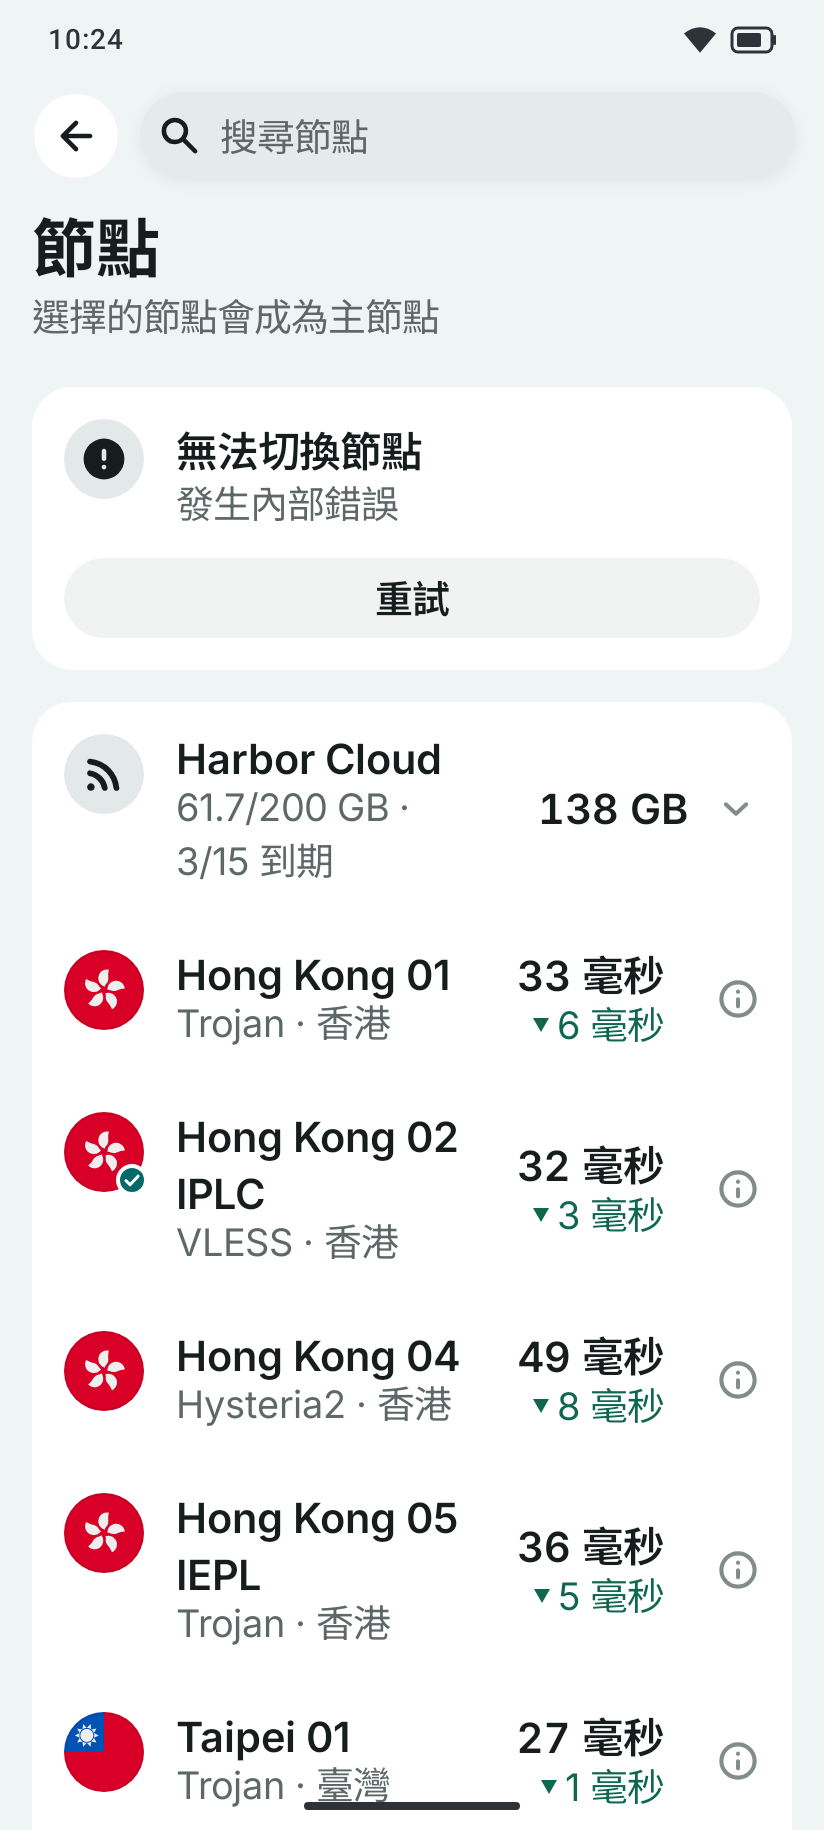 10:24
搜尋節點
節點
選擇的節點會成為主節點
無法切換節點
發生內部錯誤
重試
Harbor Cloud
61.7/200 GB ·
3/15 到期
138 GB
Hong Kong 01
Trojan · 香港
33 毫秒
▼6 毫秒
Hong Kong 02
IPLC
VLESS · 香港
32 毫秒
▼3 毫秒
Hong Kong 04
Hysteria2 · 香港
49 毫秒
▼8 毫秒
Hong Kong 05
IEPL
Trojan · 香港
36 毫秒
▼5 毫秒
Taipei 01
Trojan · 臺灣
27 毫秒
▼1 毫秒